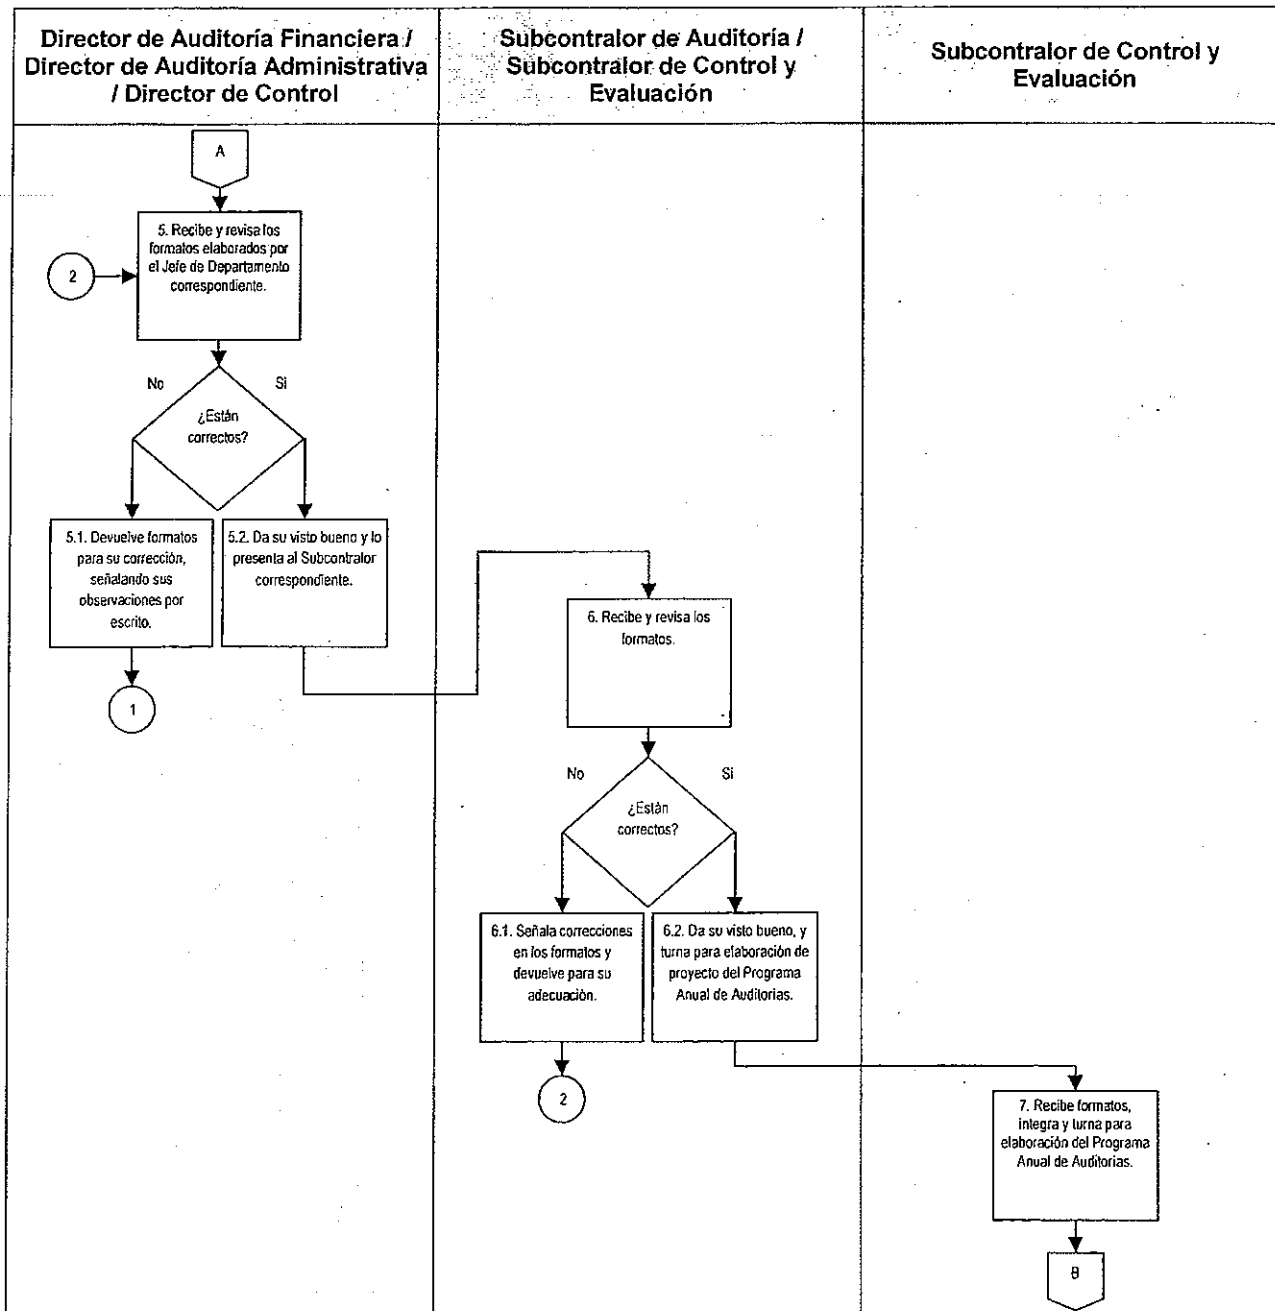 Director de Auditoría Financiera /
Director de Auditoría Administrativa
/ Director de Control
Subcontralor de Auditoría /
Subcontralor de Control y
Evaluación
Subcontralor de Control y
Evaluación
A
5. Recibe y revisa los
formatos elaborados por
el Jefe de Departamento
correspondiente.
2
No
Si
¿Están
correctos?
5.1. Devuelve formatos
para su corrección,
señalando sus
observaciones por
escrito.
5.2. Da su visto bueno y lo
presenta al Subcontralor
correspondiente.
1
6. Recibe y revisa los
formatos.
No
Si
¿Están
correctos?
6.1. Señala correcciones
en los formatos y
devuelve para su
adecuación.
6.2. Da su visto bueno, y
turna para elaboración de
proyecto del Programa
Anual de Auditorias.
2
7. Recibe formatos,
integra y turna para
elaboración del Programa
Anual de Auditorias.
B